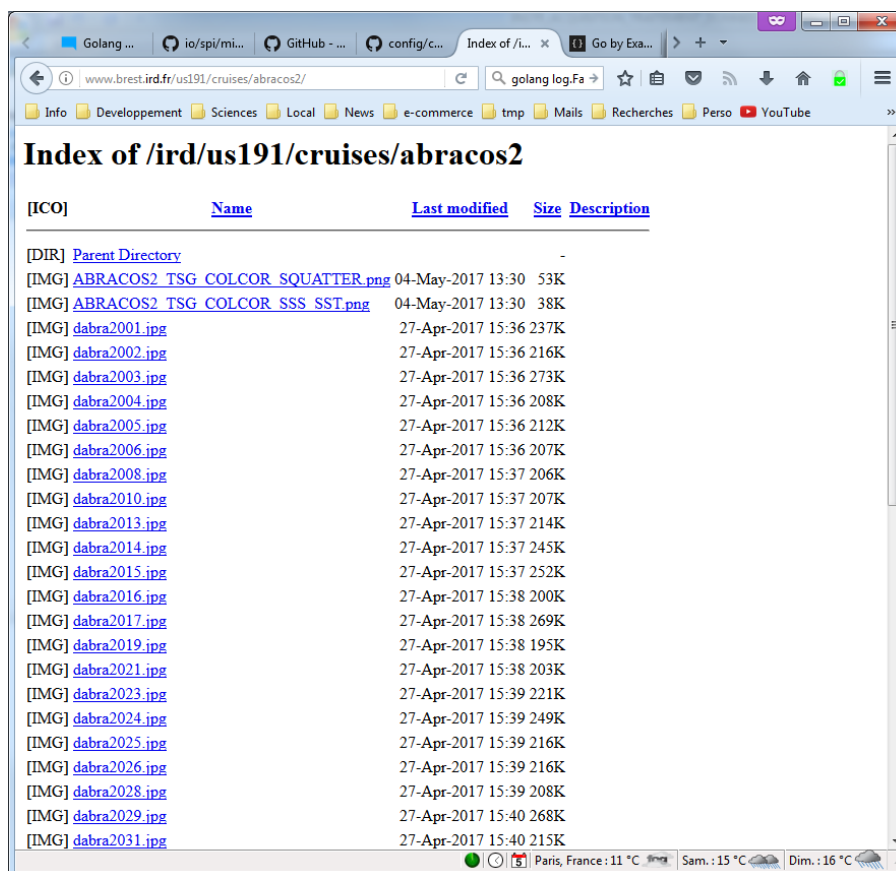 Golang ... io/spi/mi... GitHub - ... config/c... Index of /i... × Go by Exa...
www.brest.ird.fr/us191/cruises/abracos2/ golang log.Fa
Info Developpement Sciences Local News e-commerce tmp Mails Recherches Perso YouTube
Index of /ird/us191/cruises/abracos2
[ICO] Name Last modified Size Description
[DIR] Parent Directory -
[IMG] ABRACOS2_TSG_COLCOR_SQUATTER.png 04-May-2017 13:30 53K
[IMG] ABRACOS2_TSG_COLCOR_SSS_SST.png 04-May-2017 13:30 38K
[IMG] dabra2001.jpg 27-Apr-2017 15:36 237K
[IMG] dabra2002.jpg 27-Apr-2017 15:36 216K
[IMG] dabra2003.jpg 27-Apr-2017 15:36 273K
[IMG] dabra2004.jpg 27-Apr-2017 15:36 208K
[IMG] dabra2005.jpg 27-Apr-2017 15:36 212K
[IMG] dabra2006.jpg 27-Apr-2017 15:36 207K
[IMG] dabra2008.jpg 27-Apr-2017 15:37 206K
[IMG] dabra2010.jpg 27-Apr-2017 15:37 207K
[IMG] dabra2013.jpg 27-Apr-2017 15:37 214K
[IMG] dabra2014.jpg 27-Apr-2017 15:37 245K
[IMG] dabra2015.jpg 27-Apr-2017 15:37 252K
[IMG] dabra2016.jpg 27-Apr-2017 15:38 200K
[IMG] dabra2017.jpg 27-Apr-2017 15:38 269K
[IMG] dabra2019.jpg 27-Apr-2017 15:38 195K
[IMG] dabra2021.jpg 27-Apr-2017 15:38 203K
[IMG] dabra2023.jpg 27-Apr-2017 15:39 221K
[IMG] dabra2024.jpg 27-Apr-2017 15:39 249K
[IMG] dabra2025.jpg 27-Apr-2017 15:39 216K
[IMG] dabra2026.jpg 27-Apr-2017 15:39 216K
[IMG] dabra2028.jpg 27-Apr-2017 15:39 208K
[IMG] dabra2029.jpg 27-Apr-2017 15:40 268K
[IMG] dabra2031.jpg 27-Apr-2017 15:40 215K
5 Paris, France : 11 °C Sam. : 15 °C Dim. : 16 °C